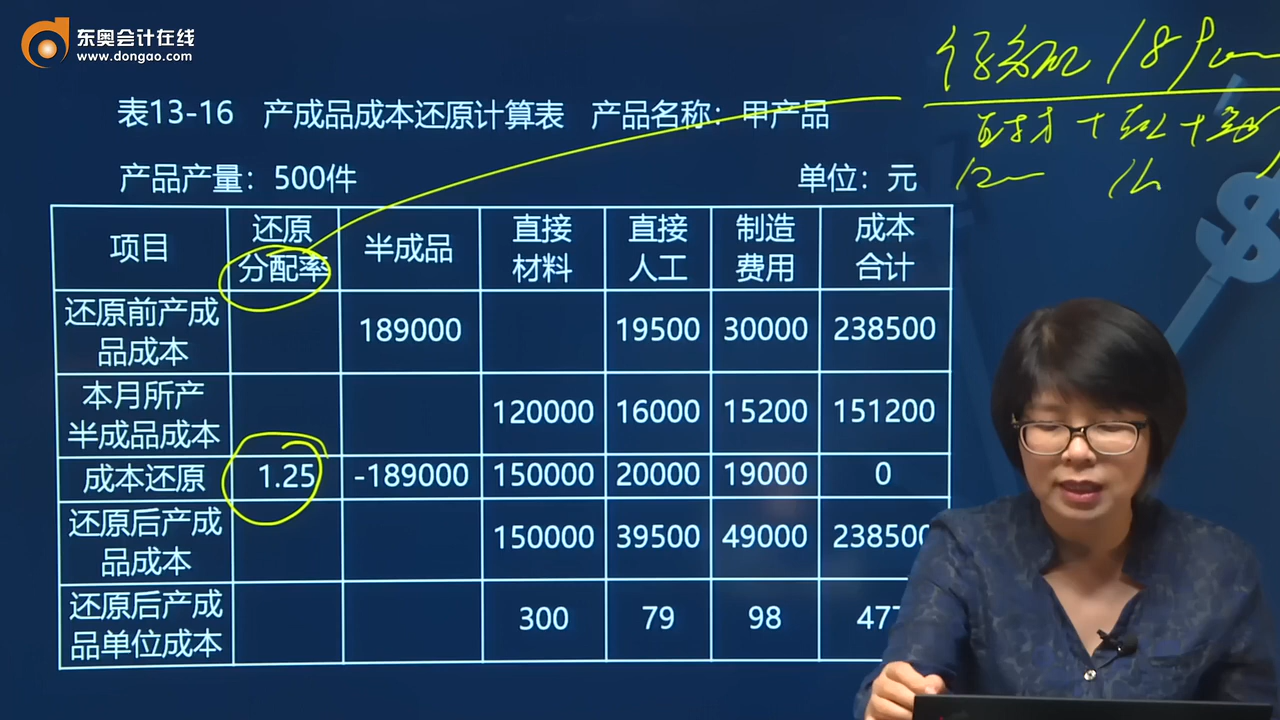 东奥会计在线
www.dongao.com
189
表13-16 产成品成本还原计算表 产品名称：甲产品
产品产量：500件 单位：元
项目 还原分配率 半成品 直接材料 直接人工 制造费用 成本合计
还原前产成品成本 189000 19500 30000 238500
本月所产半成品成本 120000 16000 15200 151200
成本还原 1.25 -189000 150000 20000 19000 0
还原后产成品成本 150000 39500 49000 238500
还原后产成品单位成本 300 79 98 477